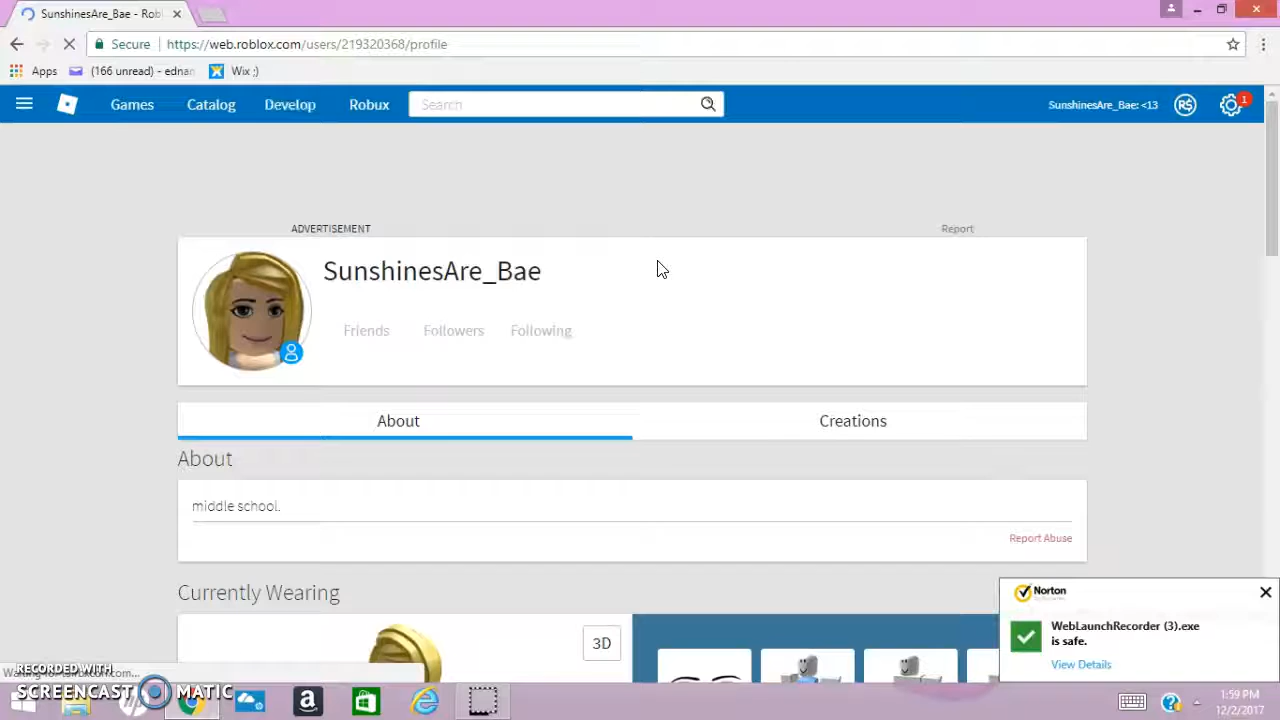 SunshinesAre_Bae - Rob
Secure https://web.roblox.com/users/219320368/profile
Apps (166 unread) - ednan Wix ;)
Games Catalog Develop Robux Search SunshinesAre_Bae: <13 R$ 1
ADVERTISEMENT Report
SunshinesAre_Bae
Friends Followers Following
About Creations
About
middle school.
Report Abuse
Currently Wearing
3D
Norton
WebLaunchRecorder (3).exe
is safe.
View Details
RECORDED WITH
SCREENCAST MATIC
1:59 PM
12/2/2017